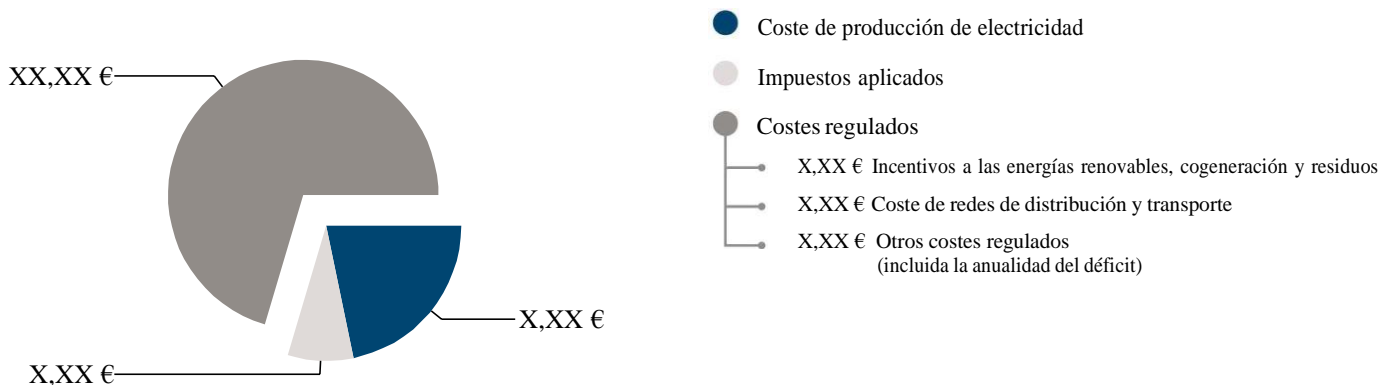 XX,XX €
X,XX €
X,XX €
Coste de producción de electricidad
Impuestos aplicados
Costes regulados
X,XX € Incentivos a las energías renovables, cogeneración y residuos
X,XX € Coste de redes de distribución y transporte
X,XX € Otros costes regulados
(incluida la anualidad del déficit)